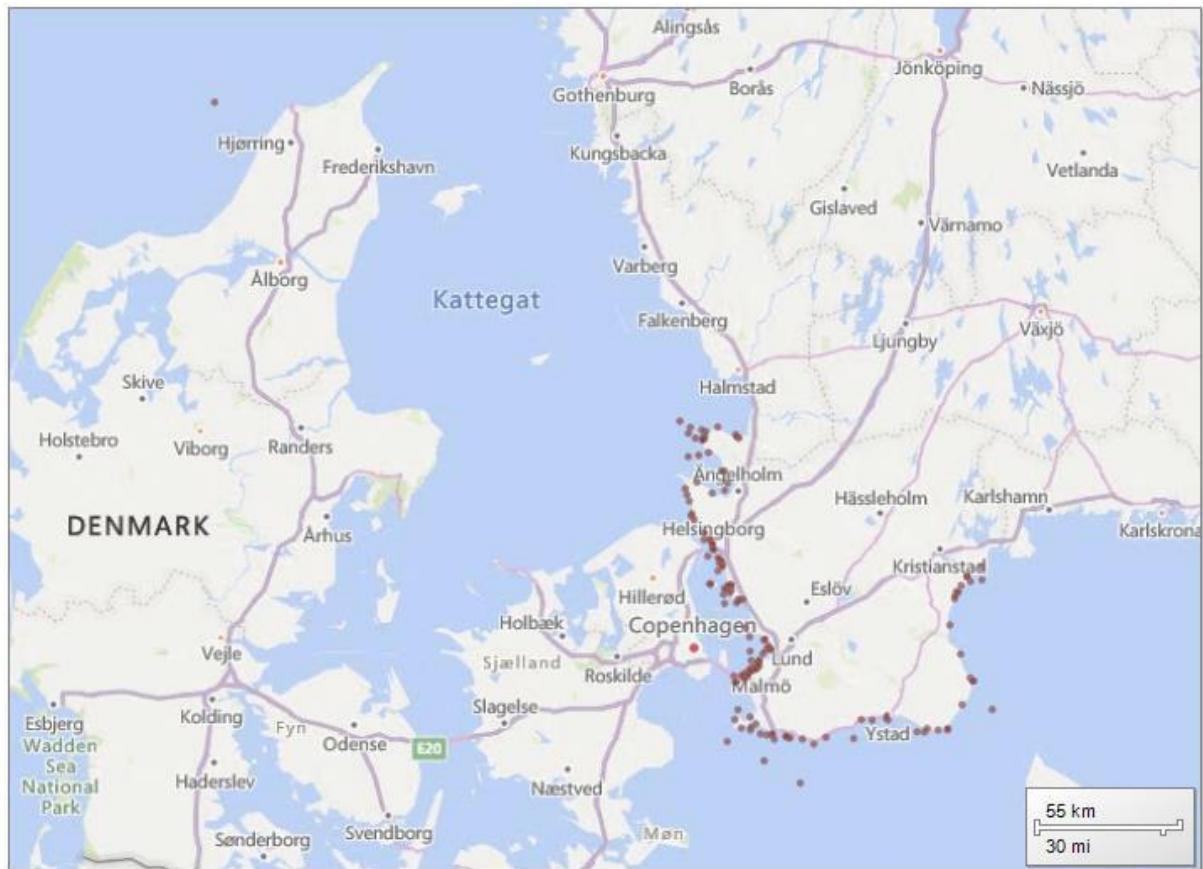 Alingsås
Jönköping
Borås
Gothenburg
Nässjö
Hjørring
Kungsbacka
Frederikshavn
Vetlanda
Gislaved
Värnamo
Varberg
Ålborg
Kattegat
Falkenberg
Växjö
Ljungby
Skive
Halmstad
Holstebro
Viborg
Randers
Ängelholm
Hässleholm
Karlshamn
DENMARK
Århus
Helsingborg
Karlskrona
Kristianstad
Hillerød
Eslöv
Holbæk
Copenhagen
Vejle
Sjælland
Lund
Roskilde
Malmö
Esbjerg
Kolding
Slagelse
Fyn
Odense
Ystad
Wadden
Sea
National
Park
E20
Haderslev
Næstved
Svendborg
Sønderborg
Møn
55 km
30 mi